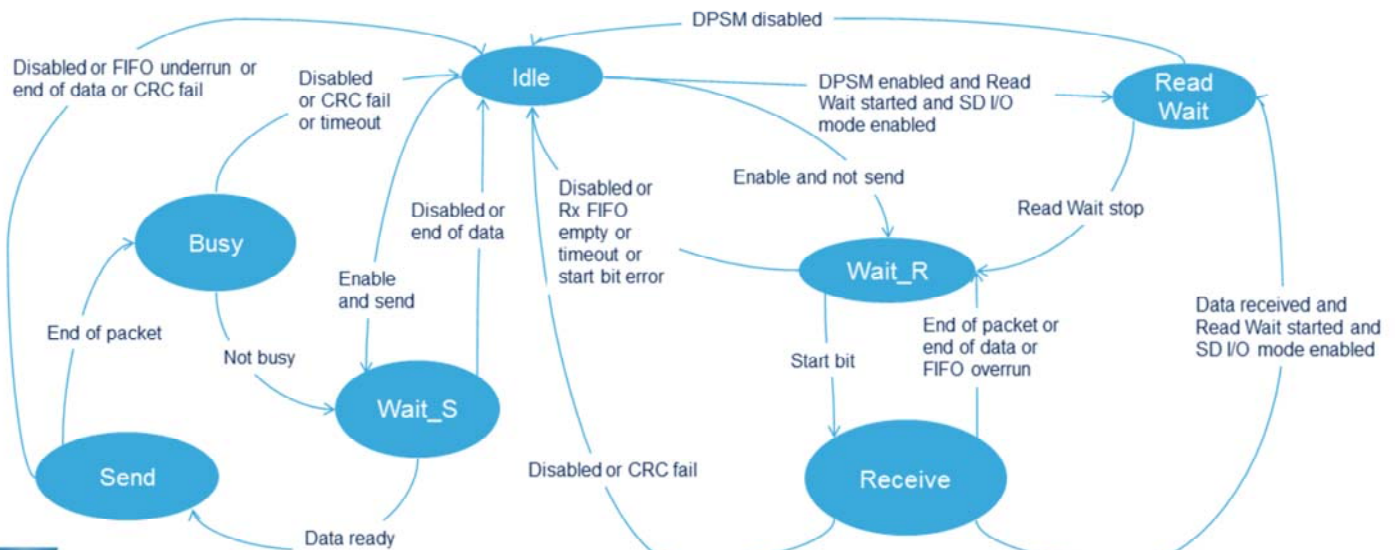 DPSM disabled
Disabled or FIFO underrun or
end of data or CRC fail
Disabled
or CRC fail
or timeout
Idle
DPSM enabled and Read
Wait started and SD I/O
mode enabled
Read
Wait
Enable and not send
Disabled or
Rx FIFO
empty or
timeout or
start bit error
Disabled or
end of data
Read Wait stop
Busy
Wait_R
Enable
and send
End of packet
Not busy
Start bit
End of packet or
end of data or
FIFO overrun
Data received and
Read Wait started and
SD I/O mode enabled
Wait_S
Send
Disabled or CRC fail
Receive
Data ready